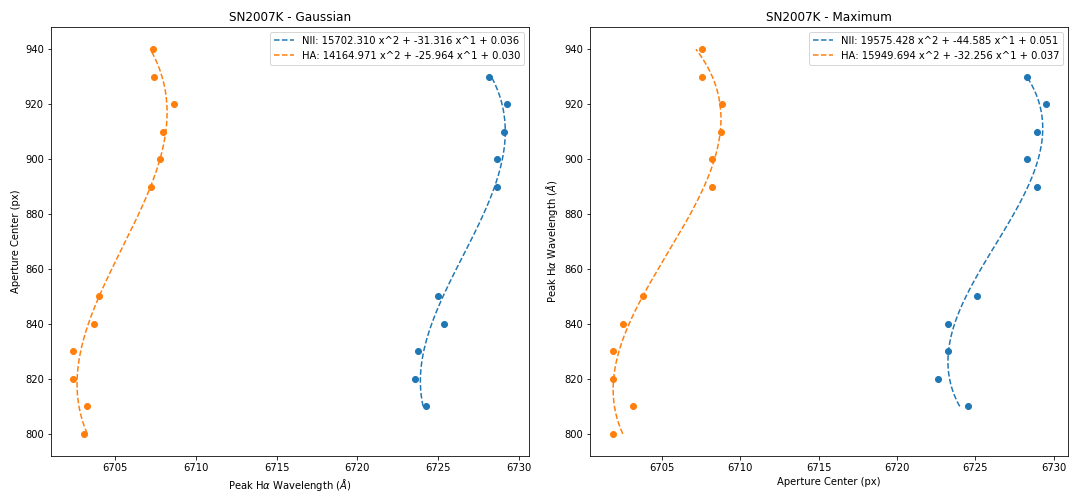 SN2007K - Gaussian
NII: 15702.310 x^2 + -31.316 x^1 + 0.036
HA: 14164.971 x^2 + -25.964 x^1 + 0.030
940
920
900
880
860
840
820
800
Aperture Center (px)
6705
6710
6715
6720
6725
6730
Peak Hα Wavelength (Å)
SN2007K - Maximum
NII: 19575.428 x^2 + -44.585 x^1 + 0.051
HA: 15949.694 x^2 + -32.256 x^1 + 0.037
940
920
900
880
860
840
820
800
Peak Hα Wavelength (Å)
6705
6710
6715
6720
6725
6730
Aperture Center (px)